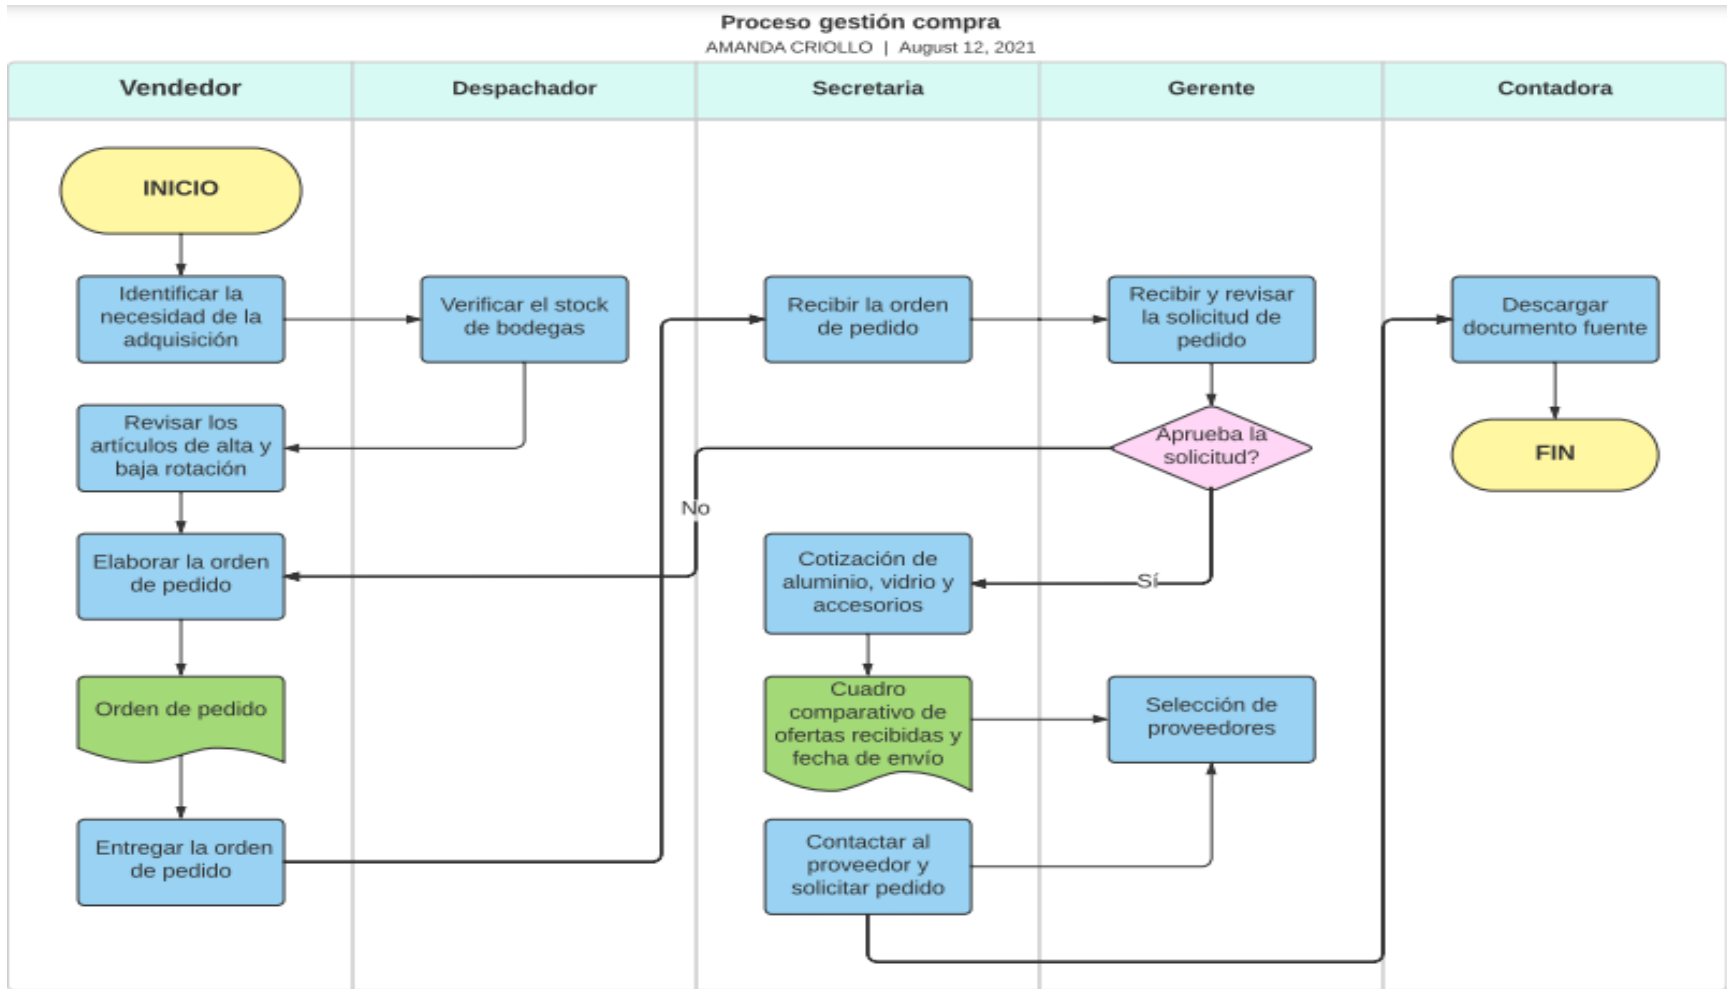 Proceso gestión compra
AMANDA CRIOLLO | August 12, 2021
Vendedor
Despachador
Secretaria
Gerente
Contadora
INICIO
Identificar la
necesidad de la
adquisición
Verificar el stock
de bodegas
Recibir la orden
de pedido
Recibir y revisar
la solicitud de
pedido
Descargar
documento fuente
Revisar los
artículos de alta y
baja rotación
Aprueba la
solicitud?
FIN
No
Elaborar la orden
de pedido
Cotización de
aluminio, vidrio y
accesorios
Sí
Orden de pedido
Cuadro
comparativo de
ofertas recibidas y
fecha de envío
Selección de
proveedores
Entregar la orden
de pedido
Contactar al
proveedor y
solicitar pedido